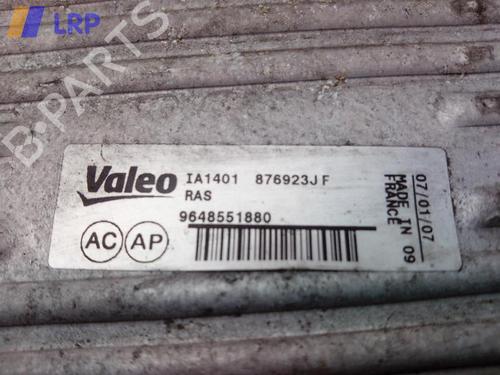 LRP
B-PARTS
Valeo
IA1401 876923J F
RAS
9648551880
AC AP
07/01/07
MADE IN 09
FRANCE